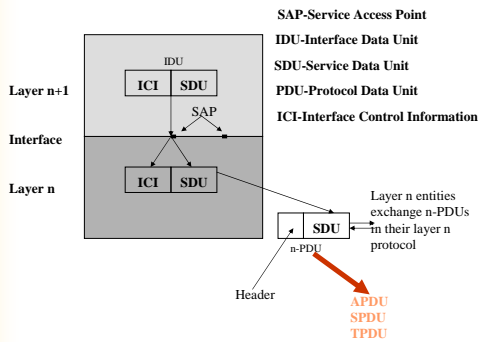 SAP-Service Access Point
IDU-Interface Data Unit
SDU-Service Data Unit
PDU-Protocol Data Unit
ICI-Interface Control Information
IDU
ICI SDU
Layer n+1
SAP
Interface
Layer n
ICI SDU
Layer n entities
exchange n-PDUs
in their layer n
protocol
SDU
n-PDU
Header
APDU
SPDU
TPDU